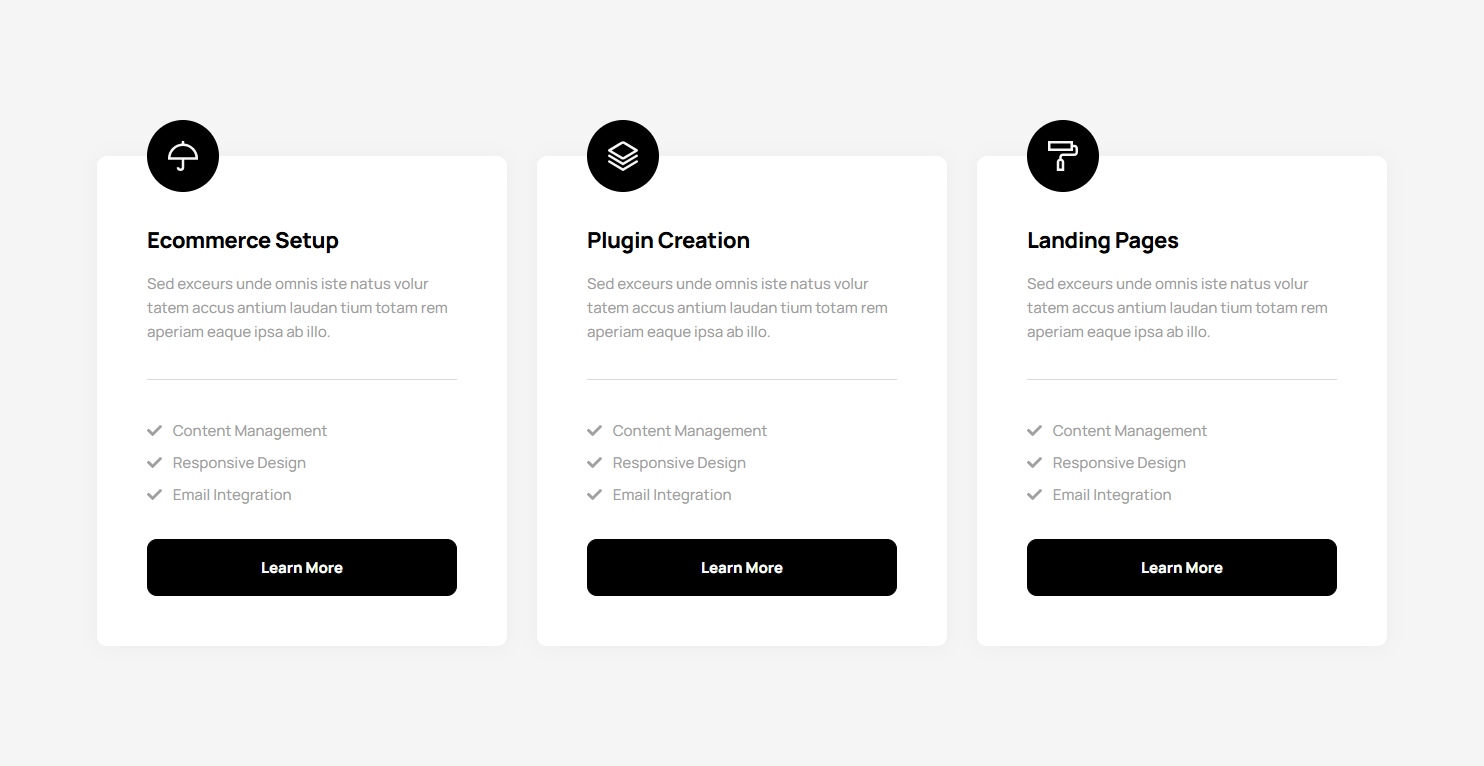 Ecommerce Setup
Sed exceurs unde omnis iste natus volur
tatem accus antium laudan tium totam rem
aperiam eaque ipsa ab illo.
Content Management
Responsive Design
Email Integration
Learn More
Plugin Creation
Sed exceurs unde omnis iste natus volur
tatem accus antium laudan tium totam rem
aperiam eaque ipsa ab illo.
Content Management
Responsive Design
Email Integration
Learn More
Landing Pages
Sed exceurs unde omnis iste natus volur
tatem accus antium laudan tium totam rem
aperiam eaque ipsa ab illo.
Content Management
Responsive Design
Email Integration
Learn More